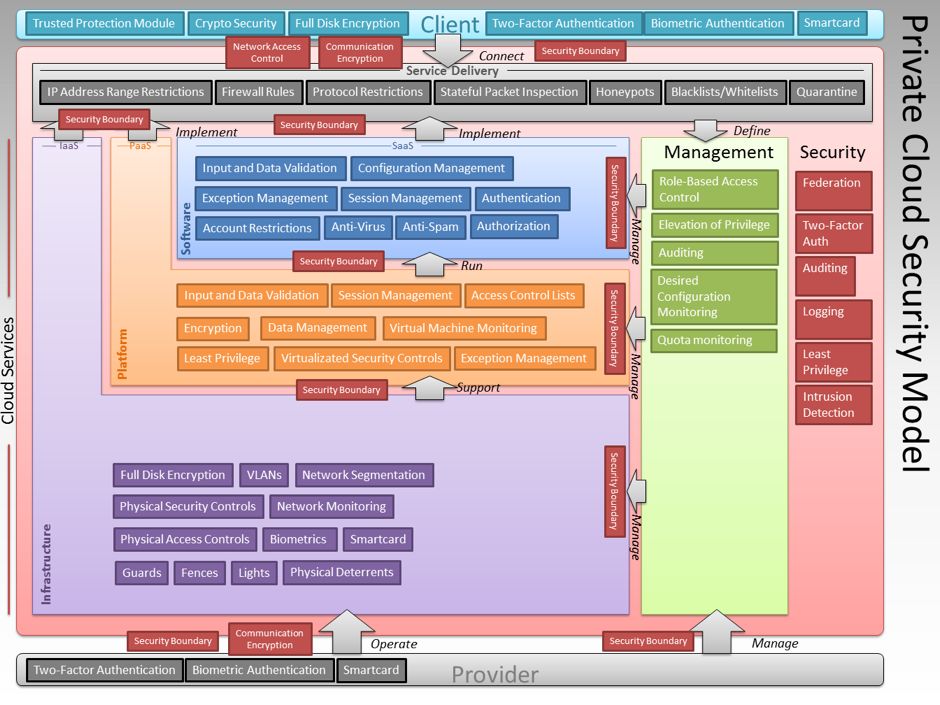 Private Cloud Security Model
Client
Trusted Protection Module
Crypto Security
Full Disk Encryption
Two-Factor Authentication
Biometric Authentication
Smartcard
Network Access
Control
Communication
Encryption
Connect
Security Boundary
Service Delivery
IP Address Range Restrictions
Firewall Rules
Protocol Restrictions
Stateful Packet Inspection
Honeypots
Blacklists/Whitelists
Quarantine
Security Boundary
Implement
Security Boundary
Implement
Define
IaaS
PaaS
SaaS
Software
Input and Data Validation
Configuration Management
Exception Management
Session Management
Authentication
Account Restrictions
Anti-Virus
Anti-Spam
Authorization
Security Boundary
Manage
Security Boundary
Run
Platform
Input and Data Validation
Session Management
Access Control Lists
Encryption
Data Management
Virtual Machine Monitoring
Least Privilege
Virtualizated Security Controls
Exception Management
Security Boundary
Manage
Security Boundary
Support
Infrastructure
Full Disk Encryption
VLANs
Network Segmentation
Physical Security Controls
Network Monitoring
Physical Access Controls
Biometrics
Smartcard
Guards
Fences
Lights
Physical Deterrents
Security Boundary
Manage
Management
Role-Based Access
Control
Elevation of Privilege
Auditing
Desired
Configuration
Monitoring
Quota monitoring
Security
Federation
Two-Factor
Auth
Auditing
Logging
Least
Privilege
Intrusion
Detection
Cloud Services
Security Boundary
Communication
Encryption
Operate
Security Boundary
Manage
Two-Factor Authentication
Biometric Authentication
Smartcard
Provider